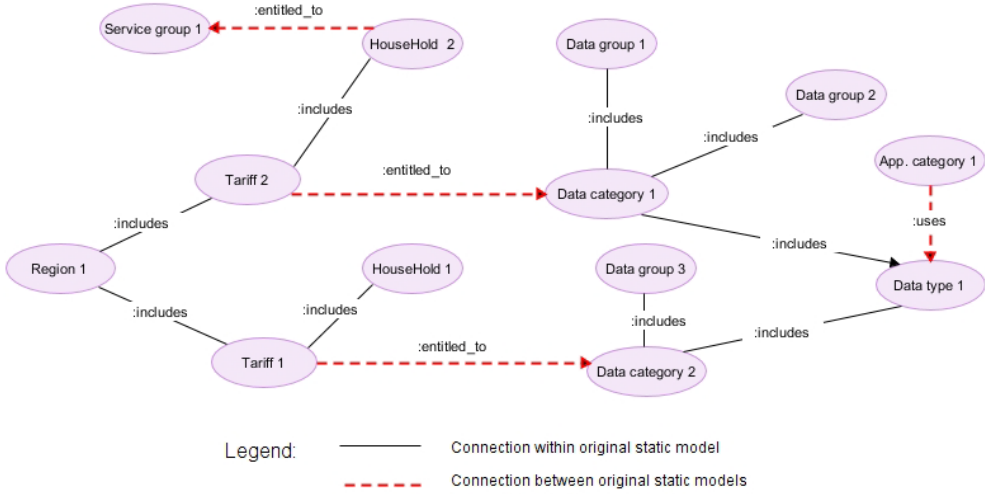 :entitled_to
Service group 1
HouseHold  2
Data group 1
Data group 2
:includes
:includes
:includes
App. category 1
Tariff 2
:entitled_to
Data category 1
:uses
:includes
:includes
Region 1
HouseHold 1
Data group 3
Data type 1
:includes
:includes
:includes
:includes
:entitled_to
Tariff 1
Data category 2
Legend:
Connection within original static model
Connection between original static models